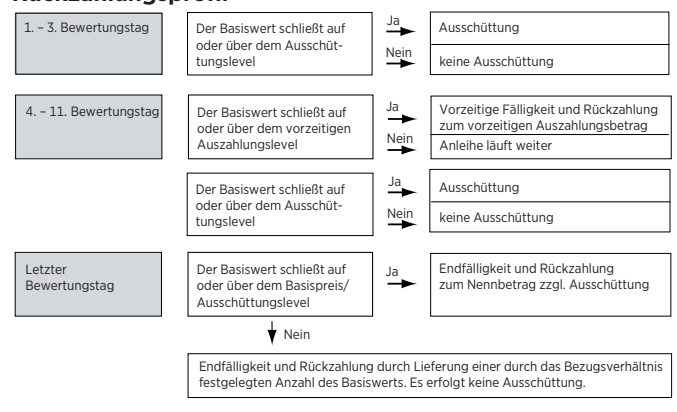 1. – 3. Bewertungstag
Der Basiswert schließt auf
oder über dem Ausschüt-
tungslevel
Ja
Ausschüttung
Nein
keine Ausschüttung
4. – 11. Bewertungstag
Der Basiswert schließt auf
oder über dem vorzeitigen
Auszahlungslevel
Ja
Vorzeitige Fälligkeit und Rückzahlung
zum vorzeitigen Auszahlungsbetrag
Nein
Anleihe läuft weiter
Der Basiswert schließt auf
oder über dem Ausschüt-
tungslevel
Ja
Ausschüttung
Nein
keine Ausschüttung
Letzter
Bewertungstag
Der Basiswert schließt auf
oder über dem Basispreis/
Ausschüttungslevel
Ja
Endfälligkeit und Rückzahlung
zum Nennbetrag zzgl. Ausschüttung
Nein
Endfälligkeit und Rückzahlung durch Lieferung einer durch das Bezugsverhältnis
festgelegten Anzahl des Basiswerts. Es erfolgt keine Ausschüttung.